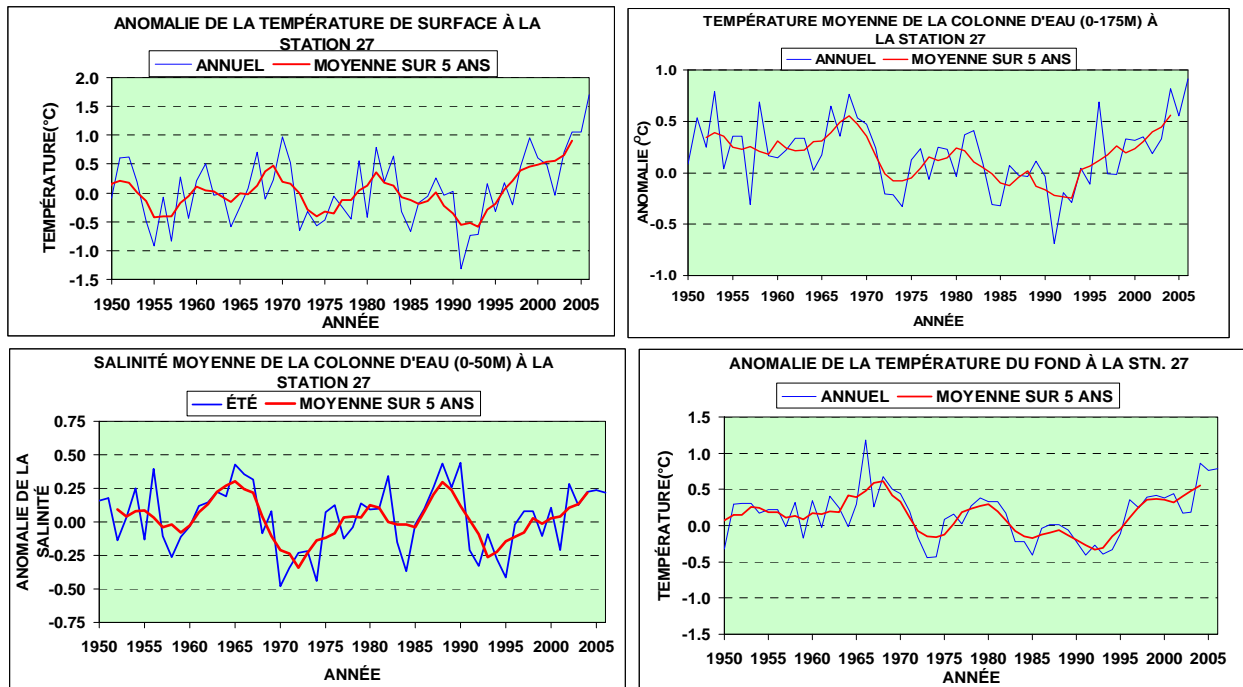 ANOMALIE DE LA TEMPÉRATURE DE SURFACE À LA
STATION 27
ANNUEL
MOYENNE SUR 5 ANS
TEMPÉRATURE(°C)
2.0
1.5
1.0
0.5
0.0
-0.5
-1.0
-1.5
1950 1955 1960 1965 1970 1975 1980 1985 1990 1995 2000 2005
ANNÉE
TEMPÉRATURE MOYENNE DE LA COLONNE D'EAU (0-175M) À
LA STATION 27
ANNUEL
MOYENNE SUR 5 ANS
ANOMALIE (°C)
1.0
0.5
0.0
-0.5
-1.0
1950 1955 1960 1965 1970 1975 1980 1985 1990 1995 2000 2005
ANNÉE
SALINITÉ MOYENNE DE LA COLONNE D'EAU (0-50M) À LA
STATION 27
ÉTÉ
MOYENNE SUR 5 ANS
ANOMALIE DE LA
SALINITÉ
0.75
0.50
0.25
0.00
-0.25
-0.50
-0.75
1950 1955 1960 1965 1970 1975 1980 1985 1990 1995 2000 2005
ANNÉE
ANOMALIE DE LA TEMPÉRATURE DU FOND À LA STN. 27
ANNUEL
MOYENNE SUR 5 ANS
TEMPÉRATURE(°C)
1.5
1.0
0.5
0.0
-0.5
-1.0
-1.5
1950 1955 1960 1965 1970 1975 1980 1985 1990 1995 2000 2005
ANNÉE